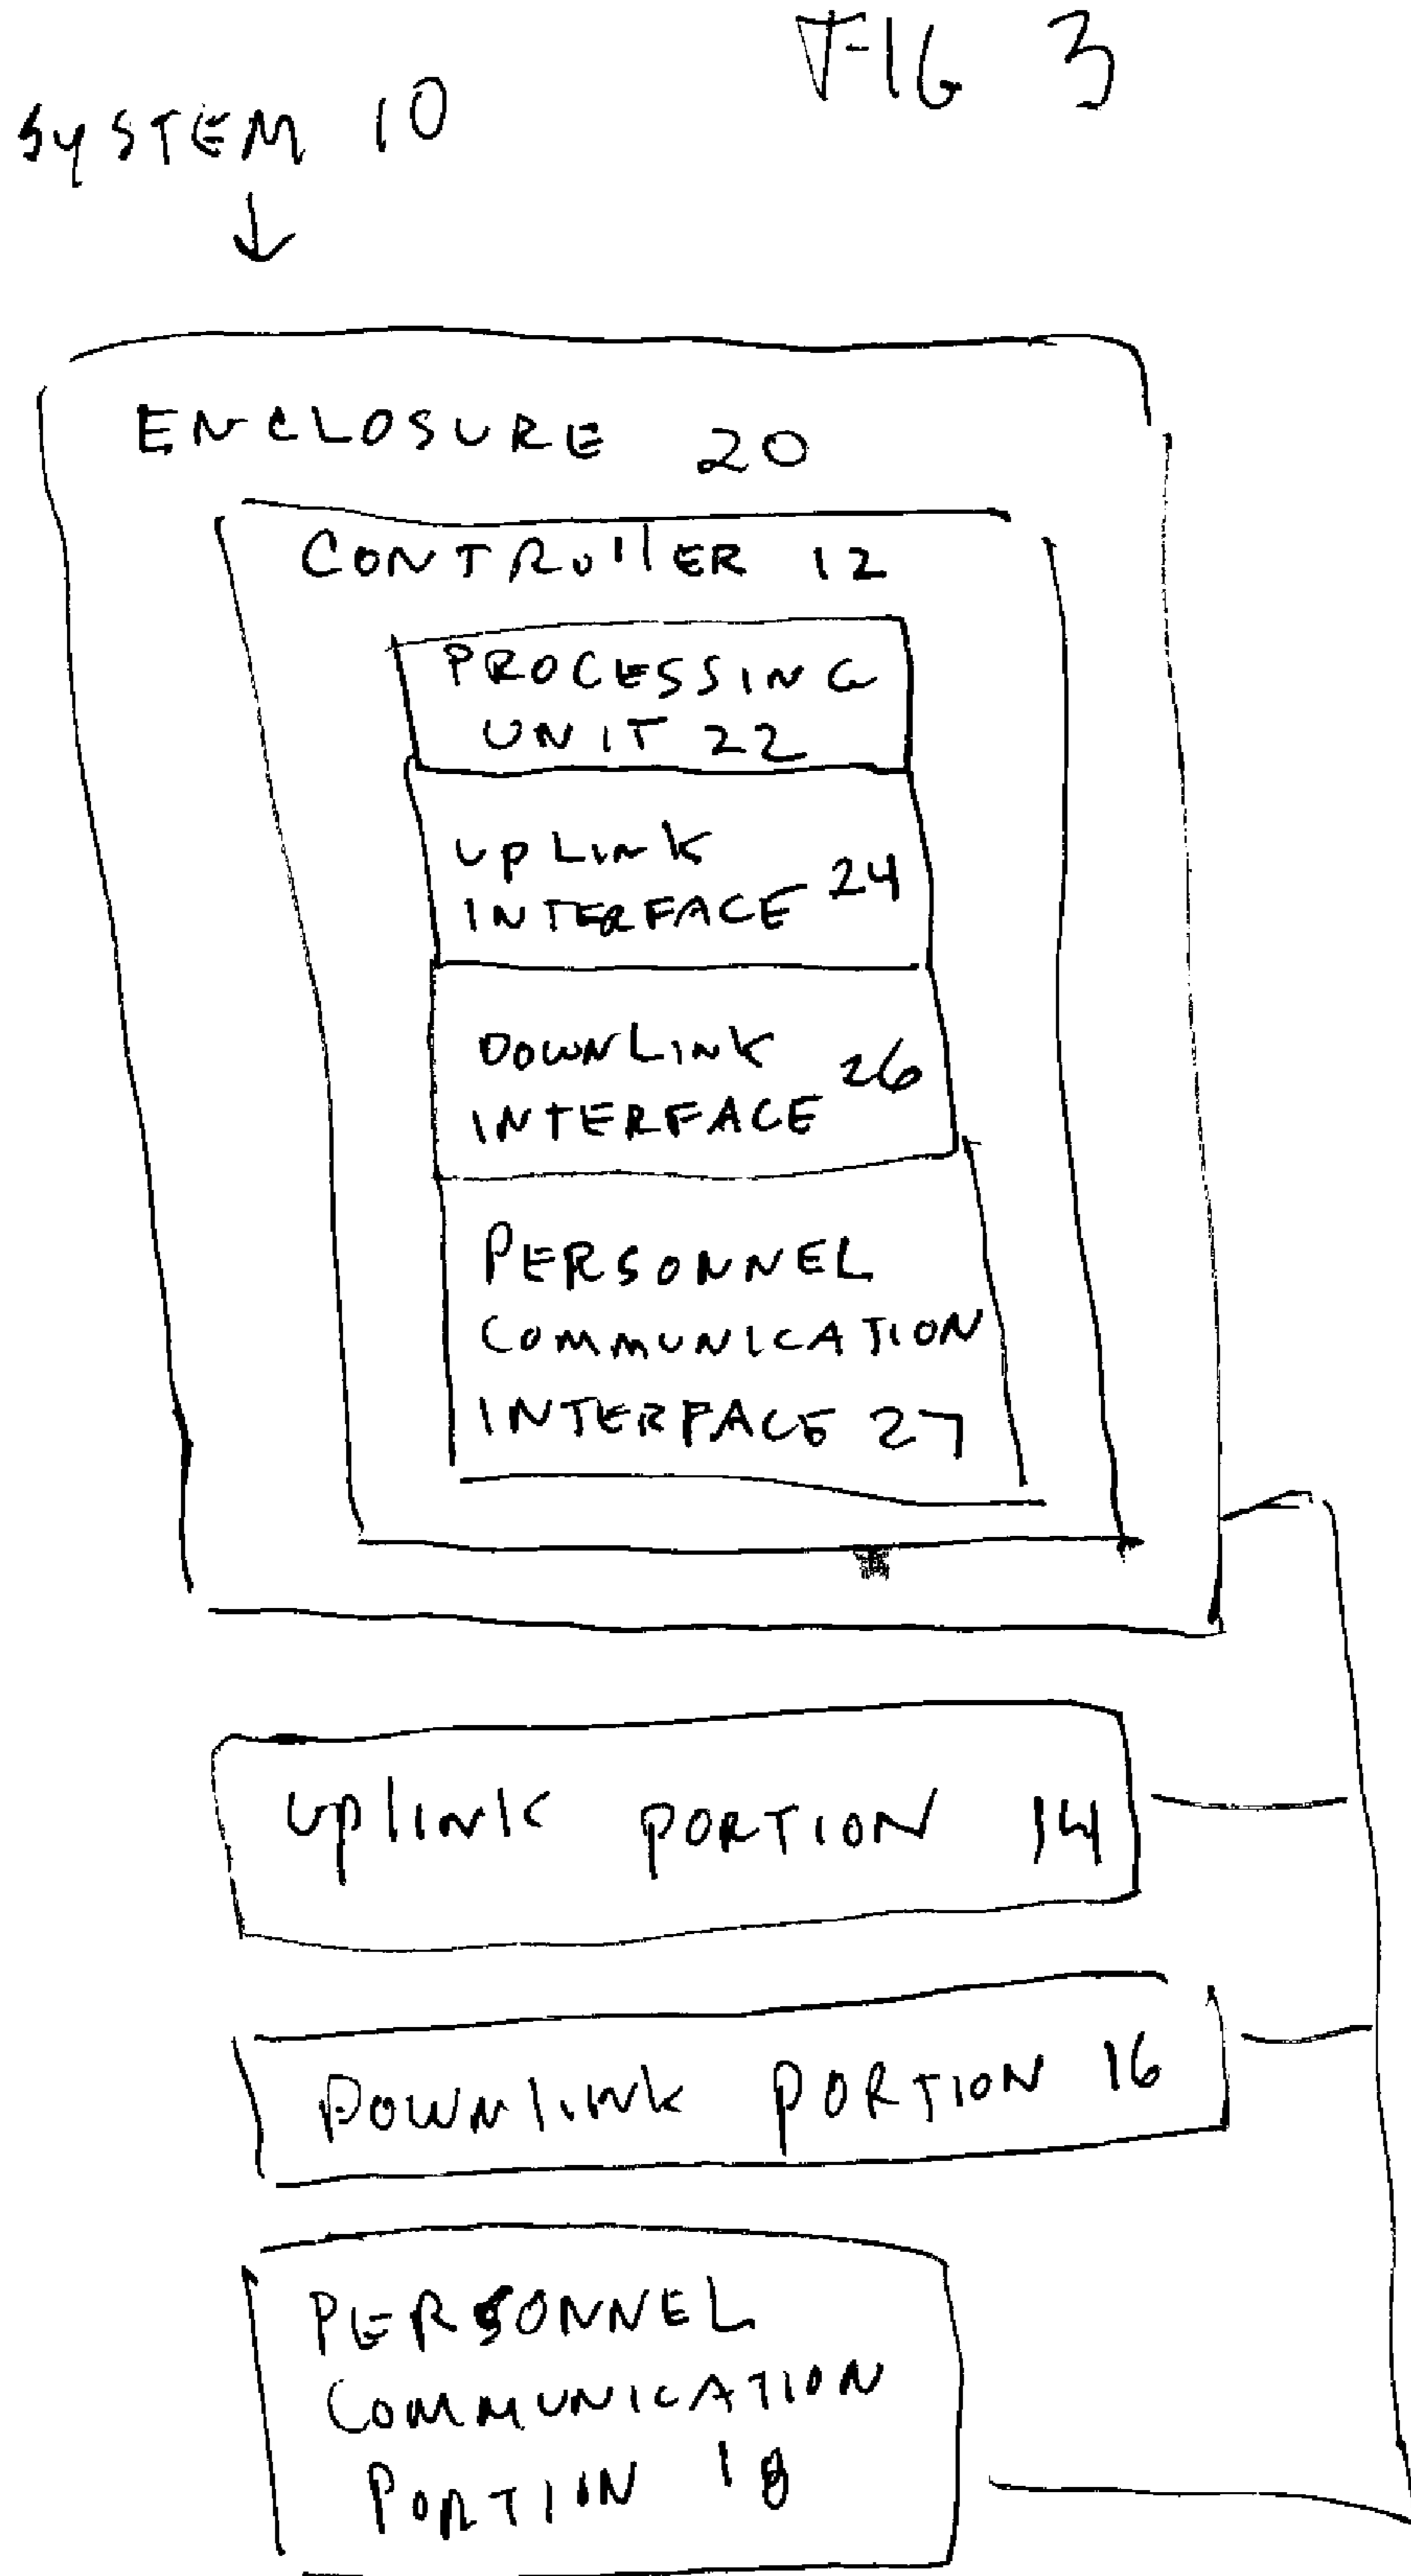 FIG 3
SYSTEM 10
ENCLOSURE 20
CONTROllER 12
PROCESSING
UNIT 22
UPLINK
INTERFACE 24
DOWNLINK
INTERFACE 26
PERSONNEL
COMMUNICATION
INTERFACE 27
UplINK PORTION 14
DOWNlINk PORTION 16
PERSONNEL
COMMUNICATION
PORTION 18